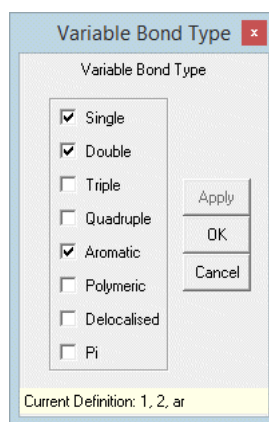 Variable Bond Type
x
Variable Bond Type
Single
Double
Triple
Quadruple
Aromatic
Polymeric
Delocalised
Pi
Apply
OK
Cancel
Current Definition: 1, 2, ar